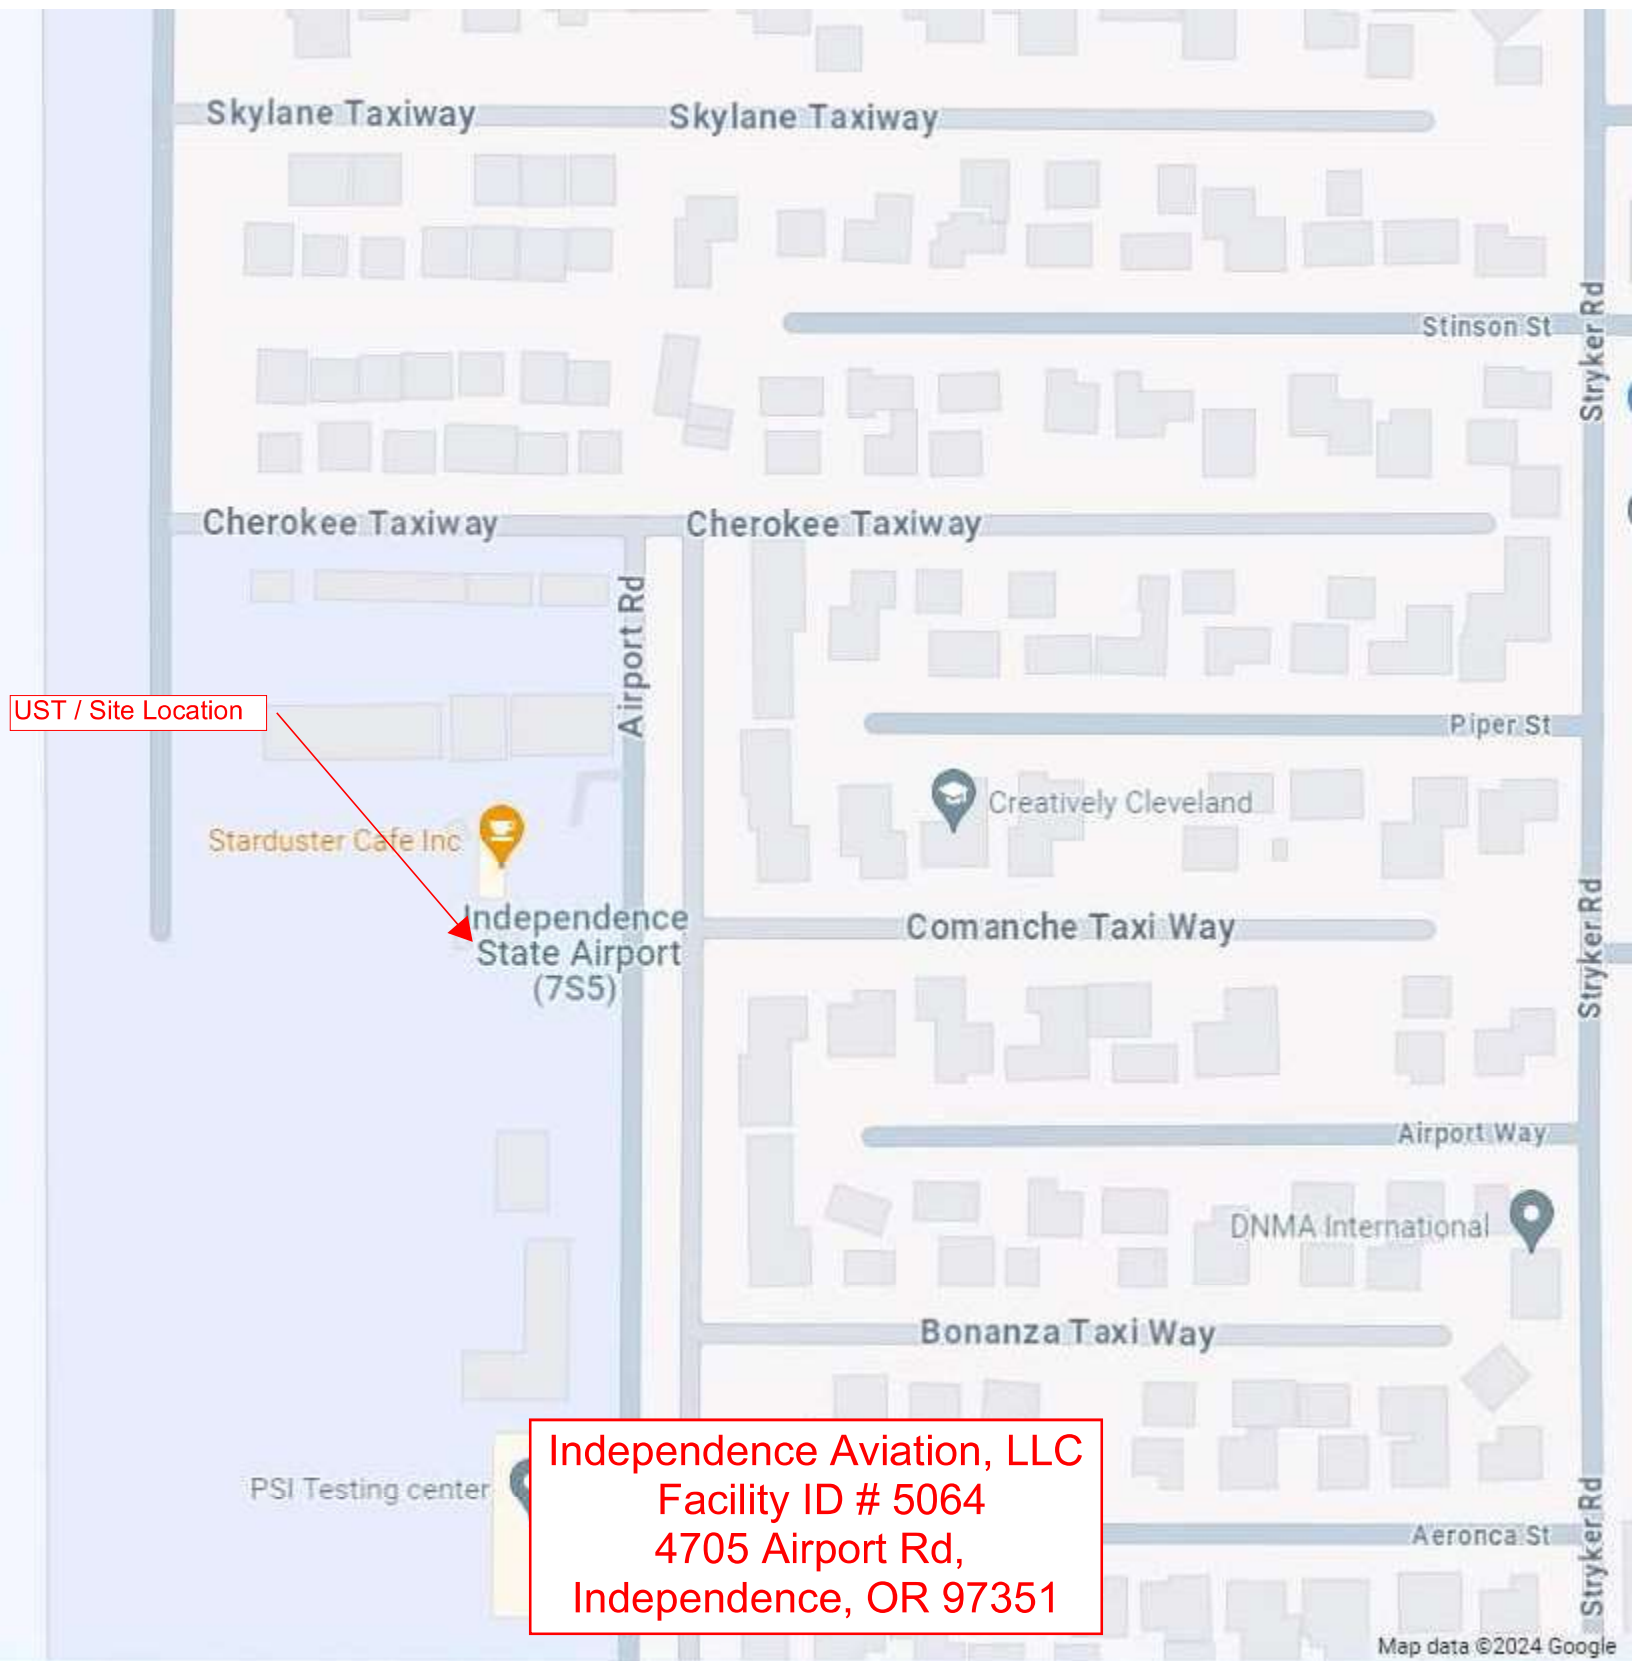 Skylane Taxiway
Skylane Taxiway
Stinson St
Stryker Rd
Cherokee Taxiway
Cherokee Taxiway
Airport Rd
UST / Site Location
Piper St
Creatively Cleveland
Starduster Cafe Inc
Independence
State Airport
(7S5)
Comanche Taxi Way
Stryker Rd
Airport Way
DNMA International
Bonanza Taxi Way
PSI Testing center
Independence Aviation, LLC
Facility ID # 5064
4705 Airport Rd,
Independence, OR 97351
Aeronca St
Stryker Rd
Map data ©2024 Google